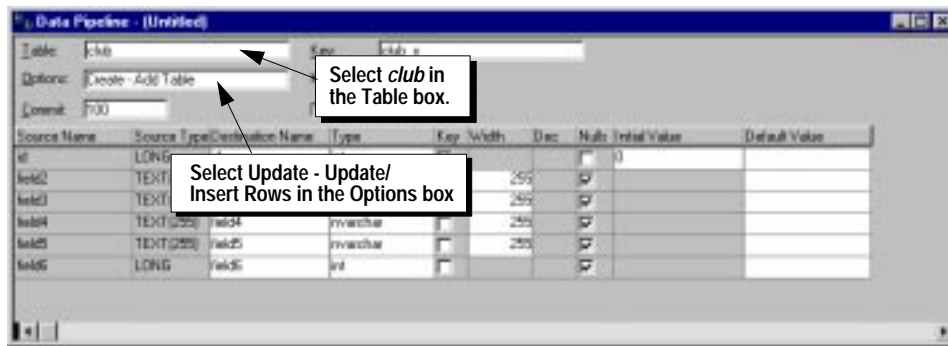 Data Pipeline - (Untitled)
Table: club Key: club_x
Select club in
the Table box.
Options: Create - Add Table
Commit: 100
Source Name Source Type Destination Name Type Key Width Dec Nulls Initial Value Default Value
id LONG 0
Select Update - Update/
Insert Rows in the Options box
field2 TEXT 255
field3 TEXT 255
field4 TEXT(255) field4 nvarchar 255
field5 TEXT(255) field5 nvarchar 255
field6 LONG field6 int